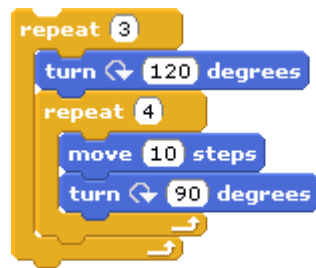 repeat 3
turn 120 degrees
repeat 4
move 10 steps
turn 90 degrees